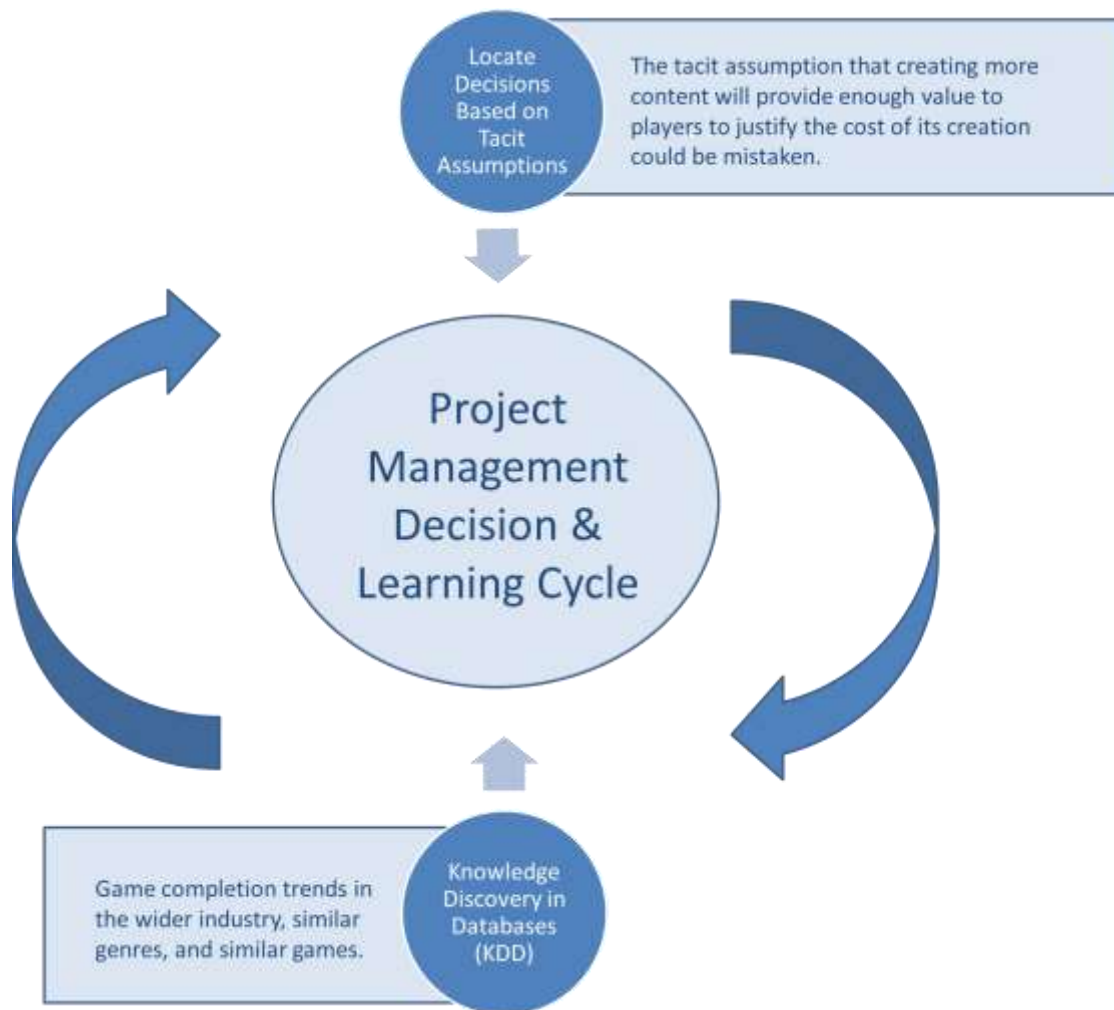 Locate
Decisions
Based on
Tacit
Assumptions
The tacit assumption that creating more
content will provide enough value to
players to justify the cost of its creation
could be mistaken.
Project
Management
Decision &
Learning Cycle
Game completion trends in
the wider industry, similar
genres, and similar games.
Knowledge
Discovery in
Databases
(KDD)